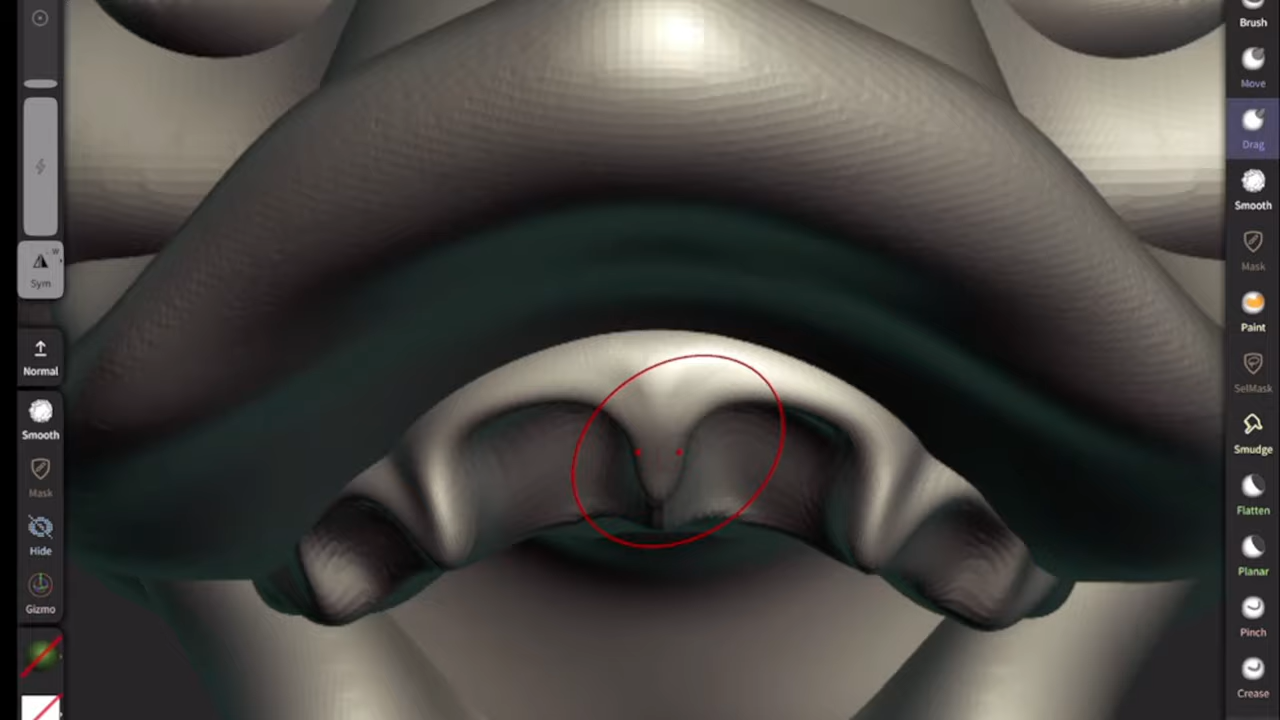 W
Sym
Normal
Smooth
Mask
Hide
Gizmo
Brush
Move
Drag
Smooth
Mask
Paint
SelMask
Smudge
Flatten
Planar
Pinch
Crease